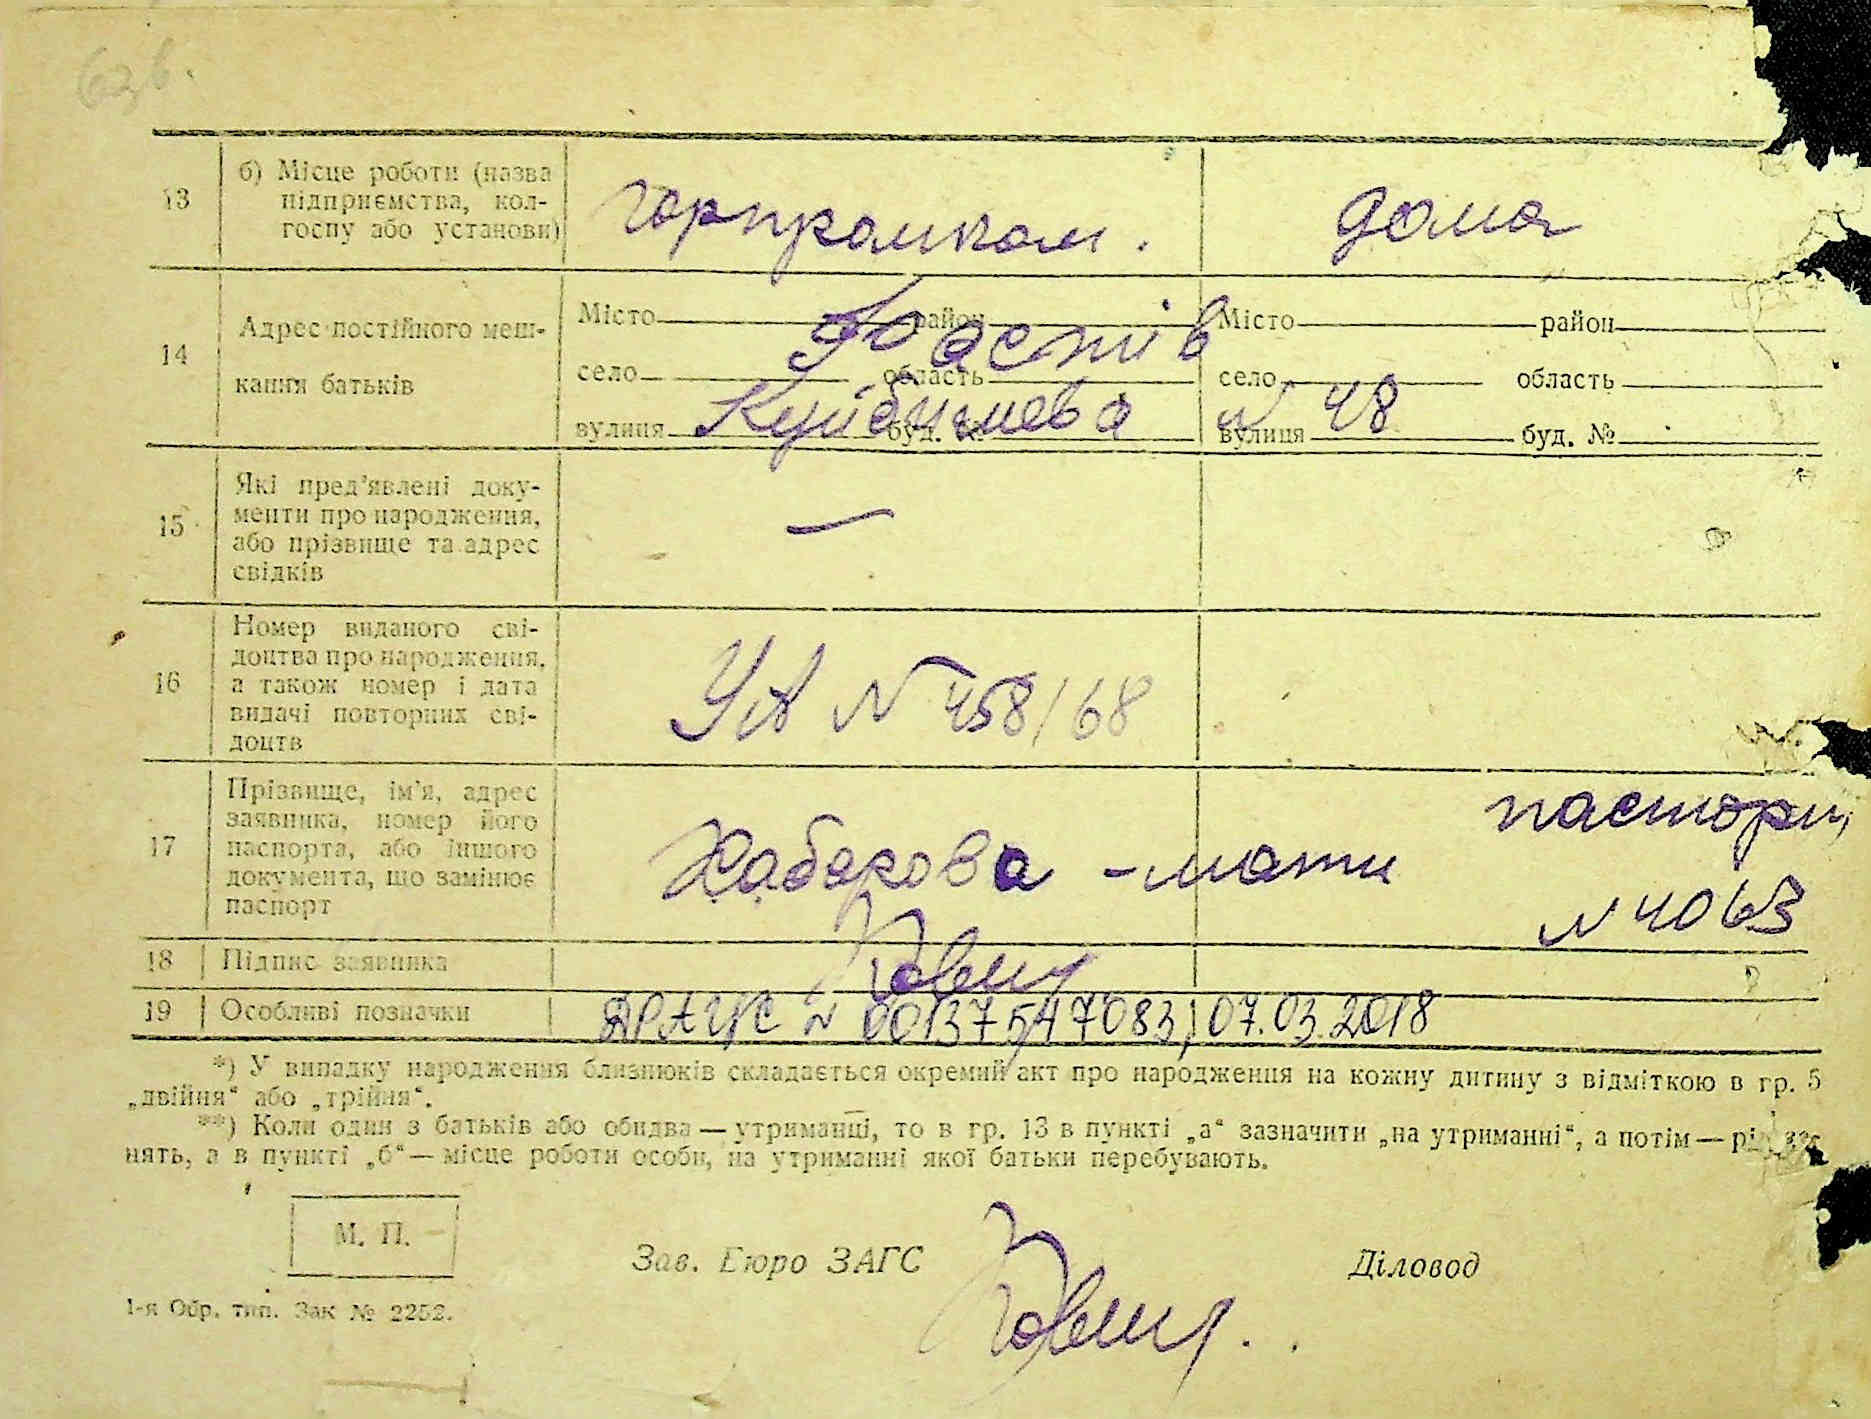 63б.
13
б) Місце роботи (назва
підприємства, кол-
госпу або установи)
горпромком.
дома
14
Адрес постійного меш-
кання батьків
Місто район
Фастів
село область
вулиця Куйбишева буд. №
Місто район
село область
№ 48
вулиця буд. №
15
Які пред'явлені доку-
менти про народження,
або прізвище та адрес
свідків
—
16
Номер виданого сві-
доцтва про народження,
а також номер і дата
видачі повторних сві-
доцтв
УА № 458/68
17
Прізвище, ім'я, адрес
заявника, номер його
паспорта, або іншого
документа, що замінює
паспорт
Хабарова - мати
паспорт
№ 4063
18 Підпис заявника
19 Особливі позначки
ДРАЦС № 00137547083, 07.03.2018
*) У випадку народження близнюків складається окремий акт про народження на кожну дитину з відміткою в гр. 5
„двійня“ або „трійня“.
**) Коли один з батьків або обидва — утриманці, то в гр. 13 в пункті „а“ зазначити „на утриманні“, а потім —
нять, а в пункті „б“ — місце роботи особи, на утриманні якої батьки перебувають.
М. П.
Зав. Бюро ЗАГС
Діловод
1-я Обр. тип. Зак № 2252.